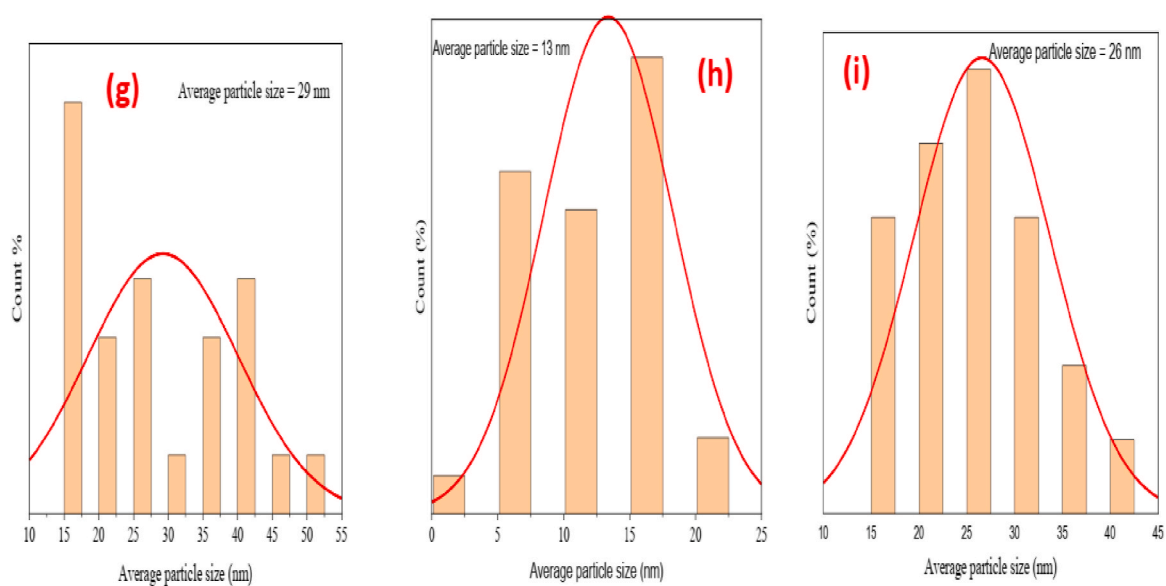 (g)
Average particle size = 29 nm
Count %
10 15 20 25 30 35 40 45 50 55
Average particle size (nm)
Average particle size = 13 nm
(h)
Count (%)
0 5 10 15 20 25
Average particle size (nm)
Average particle size = 26 nm
(i)
Count (%)
10 15 20 25 30 35 40 45
Average particle size (nm)